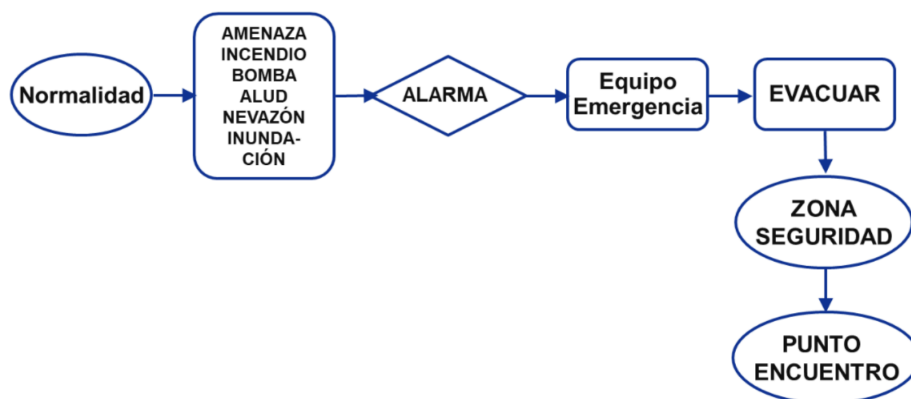 Normalidad
AMENAZA
INCENDIO
BOMBA
ALUD
NEVAZÓN
INUNDA-
CIÓN
ALARMA
Equipo
Emergencia
EVACUAR
ZONA
SEGURIDAD
PUNTO
ENCUENTRO